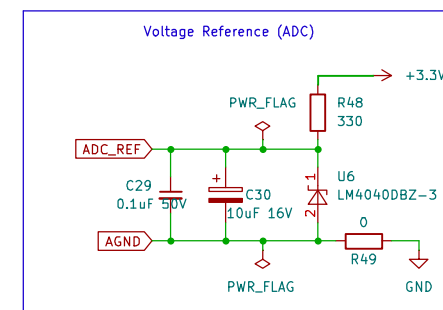 Voltage Reference (ADC)
+3.3V
PWR_FLAG
R48
330
ADC_REF
1
U6
LM4040DBZ-3
2
C29
0.1uF 50V
+
C30
10uF 16V
AGND
0
R49
PWR_FLAG
GND